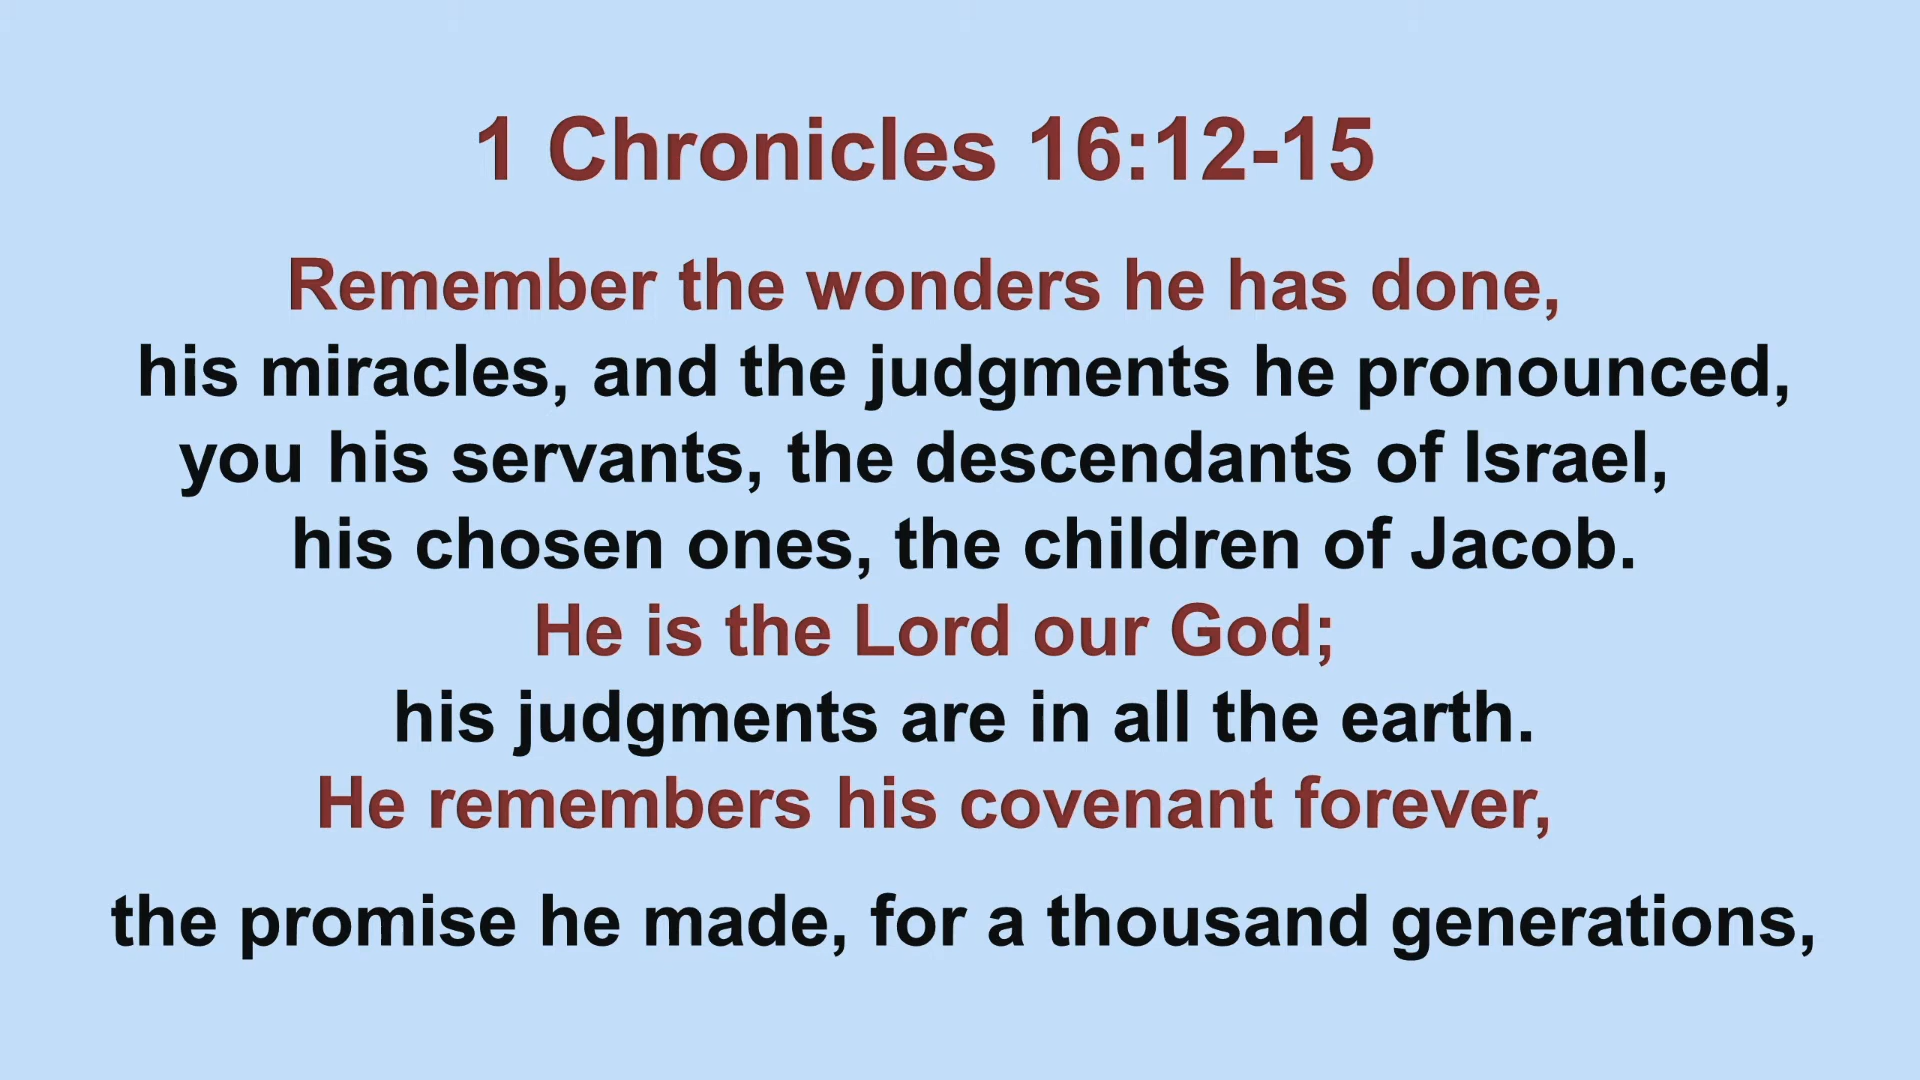 1 Chronicles 16:12-15
Remember the wonders he has done,
his miracles, and the judgments he pronounced,
you his servants, the descendants of Israel,
his chosen ones, the children of Jacob.
He is the Lord our God;
his judgments are in all the earth.
He remembers his covenant forever,
the promise he made, for a thousand generations,